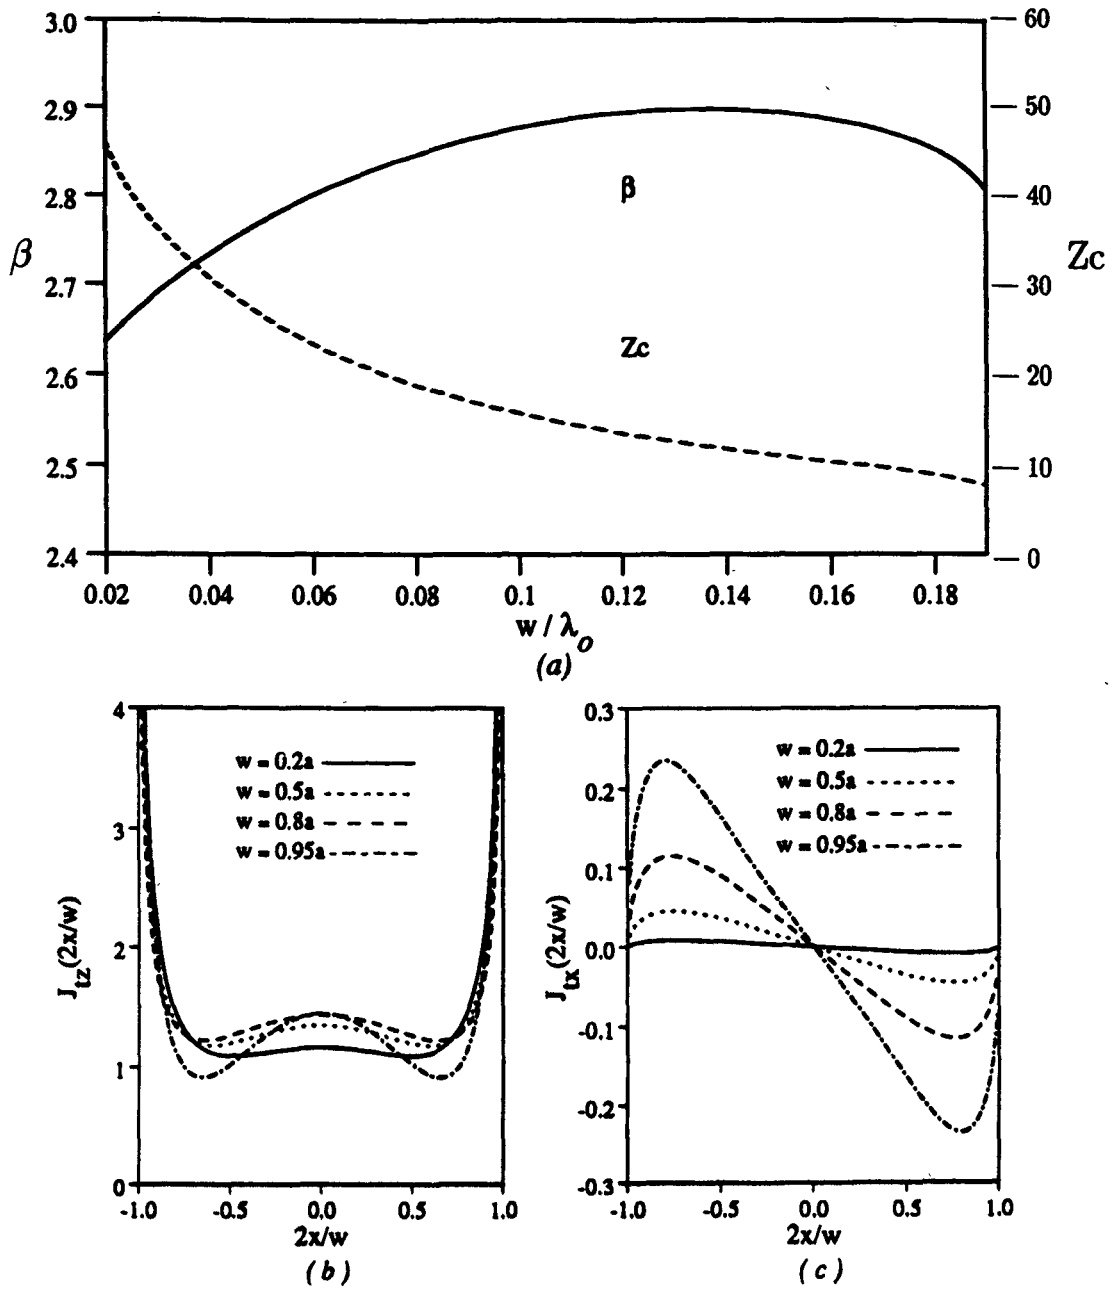 3.0
2.9
2.8
2.7
2.6
2.5
2.4
β
60
50
40
30
20
10
0
Zc
β
Zc
0.02 0.04 0.06 0.08 0.1 0.12 0.14 0.16 0.18
w / λo
(a)
4
3
2
1
0
Jtz(2x/w)
w = 0.2a
w = 0.5a
w = 0.8a
w = 0.95a
-1.0 -0.5 0.0 0.5 1.0
2x/w
(b)
0.3
0.2
0.1
0.0
-0.1
-0.2
-0.3
Jtx(2x/w)
w = 0.2a
w = 0.5a
w = 0.8a
w = 0.95a
-1.0 -0.5 0.0 0.5 1.0
2x/w
(c)